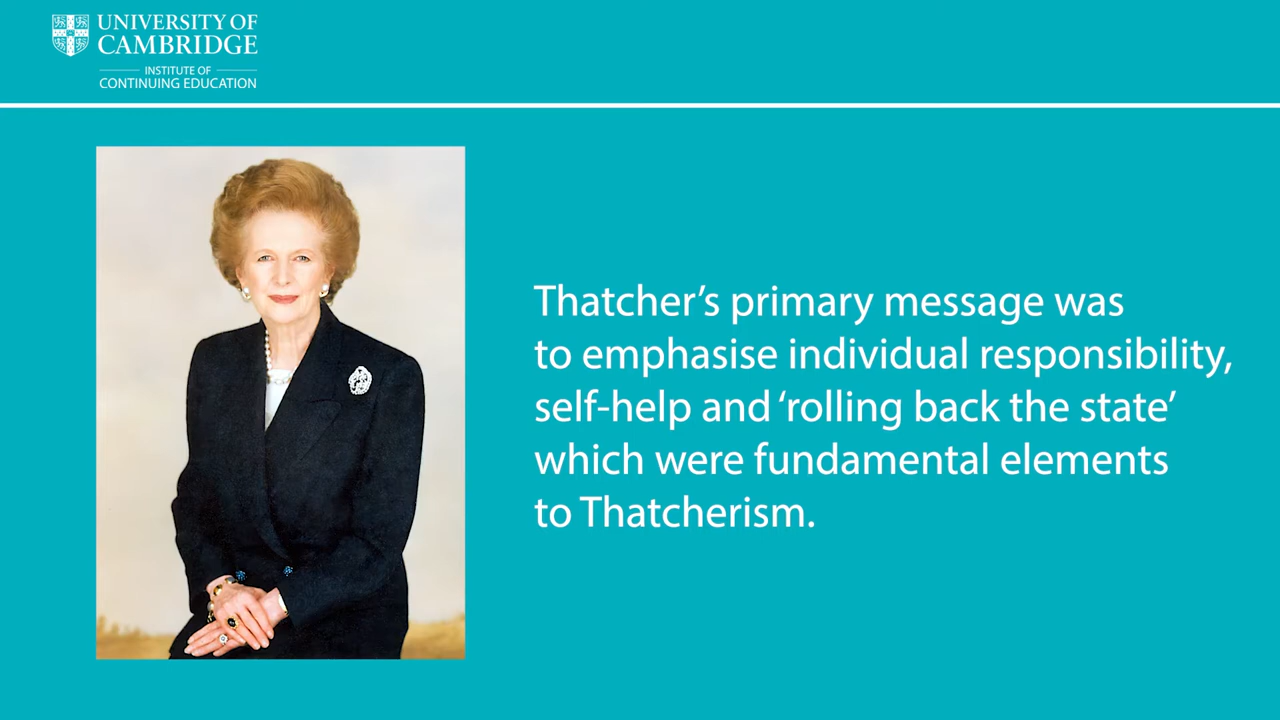 UNIVERSITY OF
CAMBRIDGE
INSTITUTE OF
CONTINUING EDUCATION
Thatcher’s primary message was
to emphasise individual responsibility,
self-help and ‘rolling back the state’
which were fundamental elements
to Thatcherism.